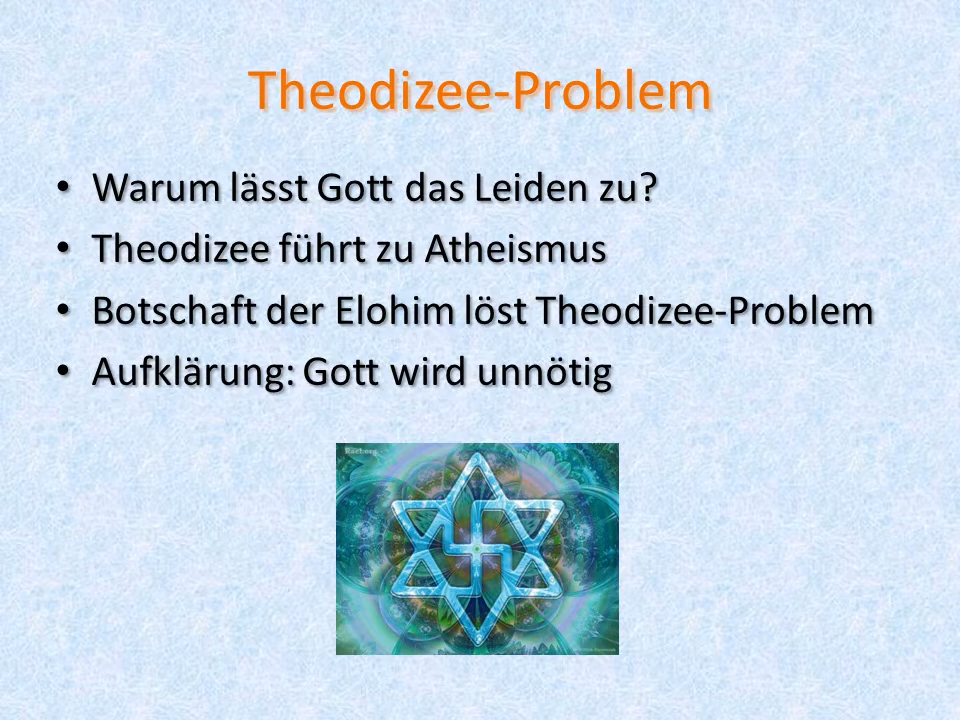 Theodizee-Problem
• Warum lässt Gott das Leiden zu?
• Theodizee führt zu Atheismus
• Botschaft der Elohim löst Theodizee-Problem
• Aufklärung: Gott wird unnötig